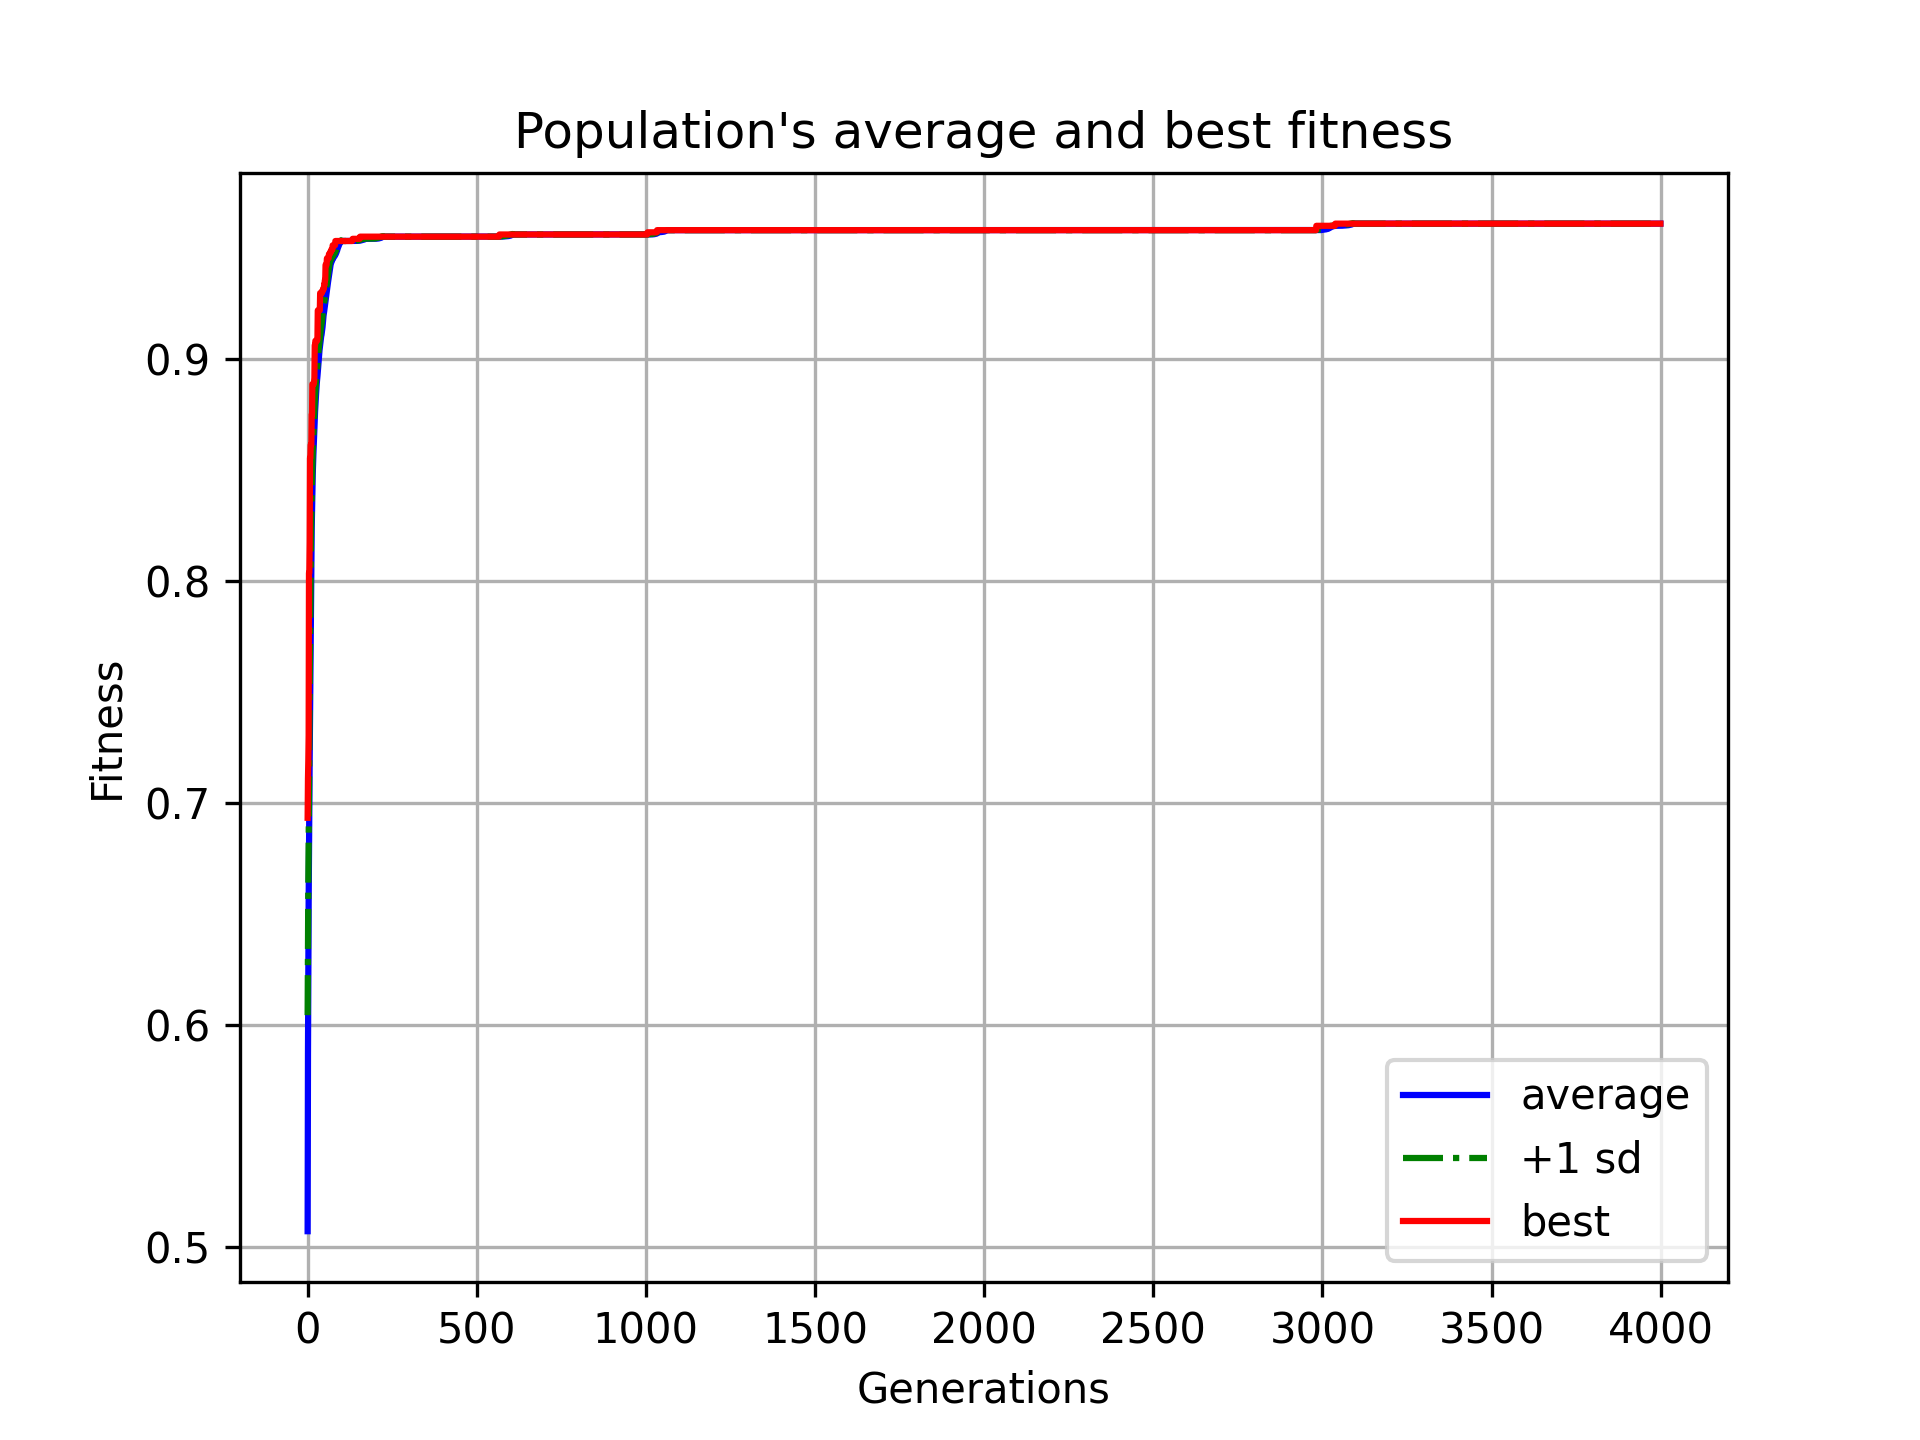 Population's average and best fitness
Fitness
0.9
0.8
0.7
0.6
0.5
average
+1 sd
best
0 500 1000 1500 2000 2500 3000 3500 4000
Generations